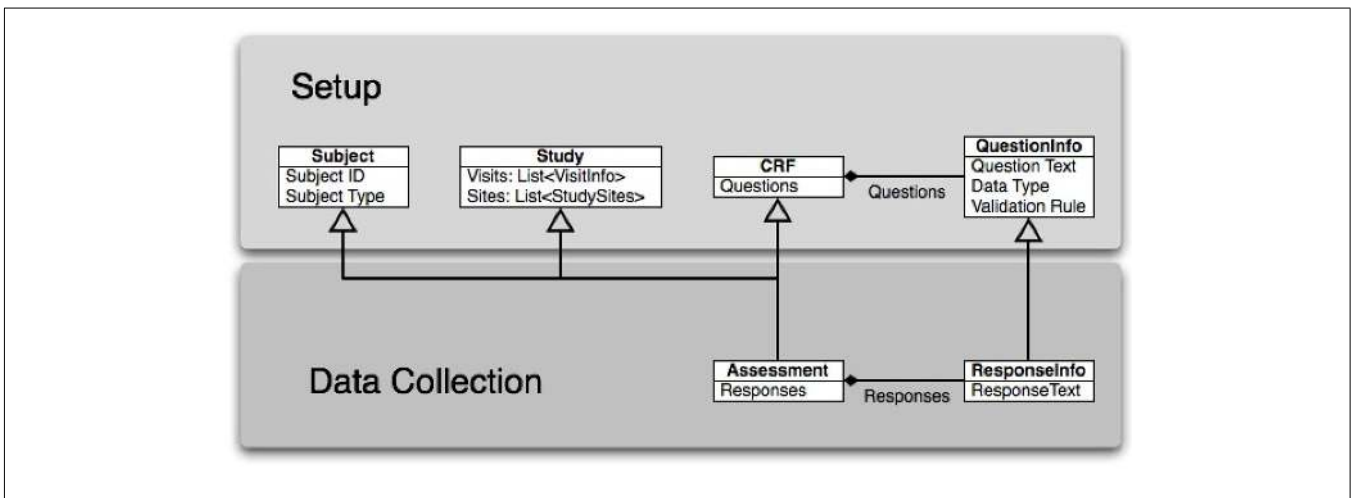 Setup
Subject
Subject ID
Subject Type
Study
Visits: List<VisitInfo>
Sites: List<StudySites>
CRF
Questions
Questions
QuestionInfo
Question Text
Data Type
Validation Rule
Data Collection
Assessment
Responses
Responses
ResponseInfo
ResponseText